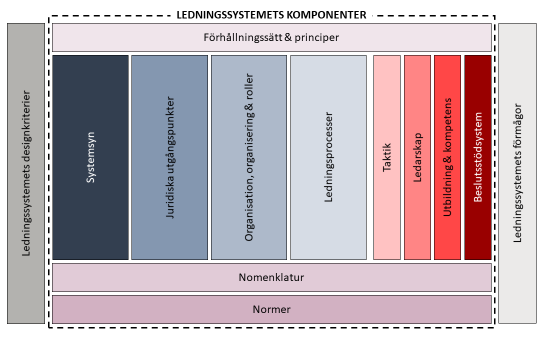 LEDNINGSSYSTEMETS KOMPONENTER
Ledningssystemets designkriterier
Förhållningssätt & principer
Systemsyn
Juridiska utgångspunkter
Organisation, organisering & roller
Ledningsprocesser
Taktik
Ledarskap
Utbildning & kompetens
Beslutsstödsystem
Ledningssystemets förmågor
Nomenklatur
Normer